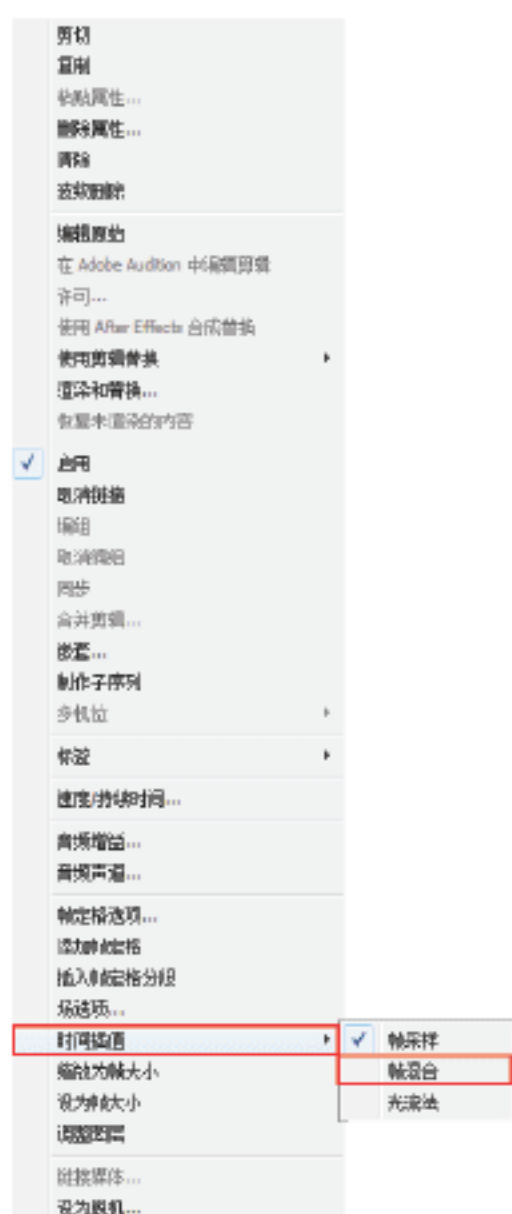 剪切
复制
粘贴属性...
删除属性...
清除
波纹删除
编辑原始
在 Adobe Audition 中编辑剪辑
许可...
使用 After Effects 合成替换
使用剪辑替换
渲染和替换...
恢复未渲染的内容
启用
取消链接
编组
取消编组
同步
合并剪辑...
嵌套...
制作子序列
多机位
标签
速度/持续时间...
音频增益...
音频声道...
帧定格选项...
添加帧定格
插入帧定格分段
场选项...
时间插值
帧采样
缩放为帧大小
帧混合
设为帧大小
光流法
调整图层
链接媒体...
设为脱机...